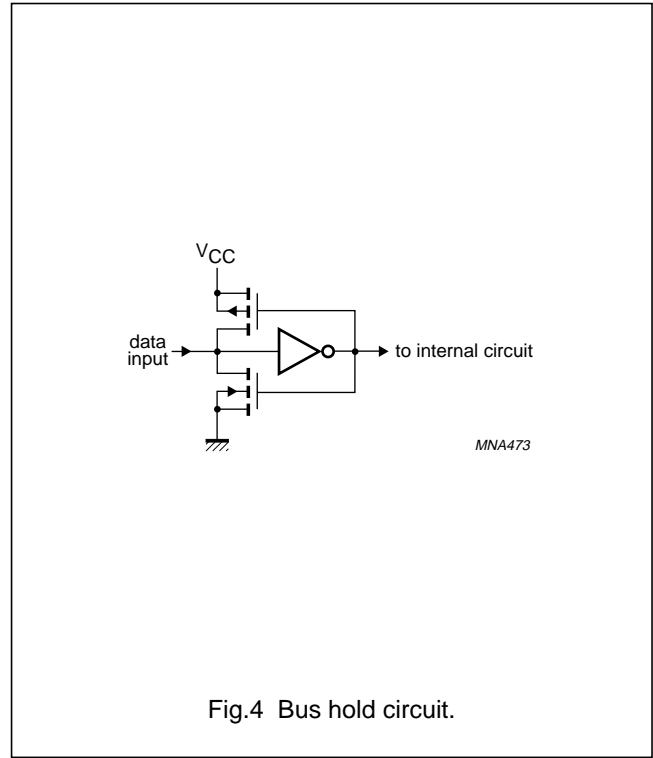 VCC
data
input
to internal circuit
MNA473
Fig.4 Bus hold circuit.